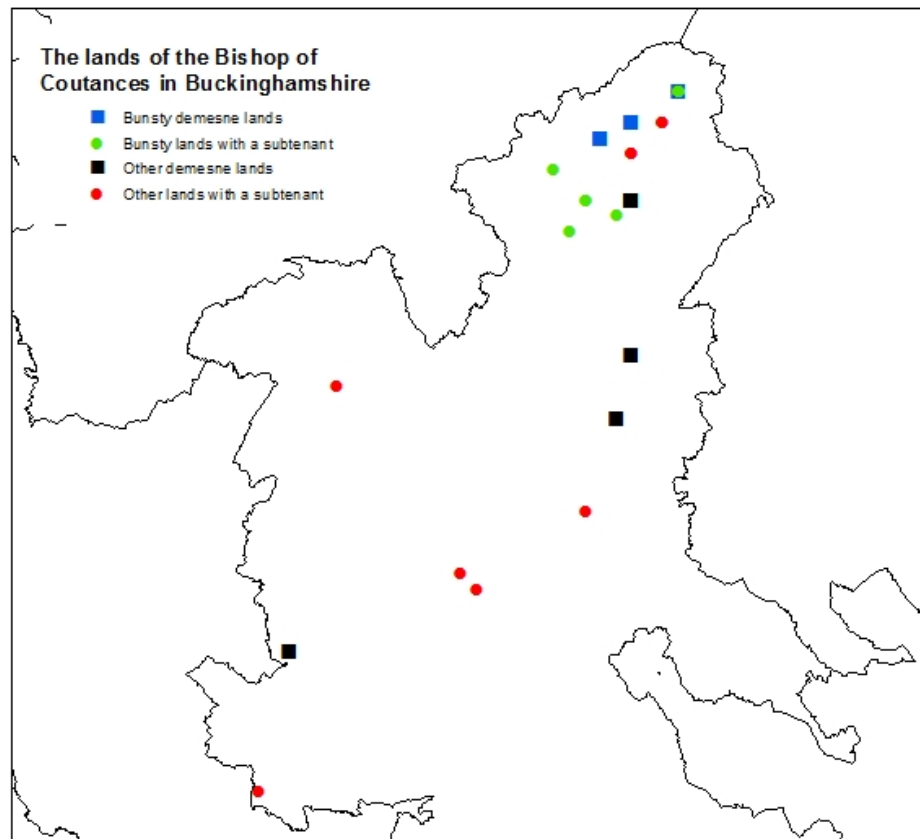 The lands of the Bishop of
Coutances in Buckinghamshire
Bunsty demesne lands
Bunsty lands with a subtenant
Other demesne lands
Other lands with a subtenant